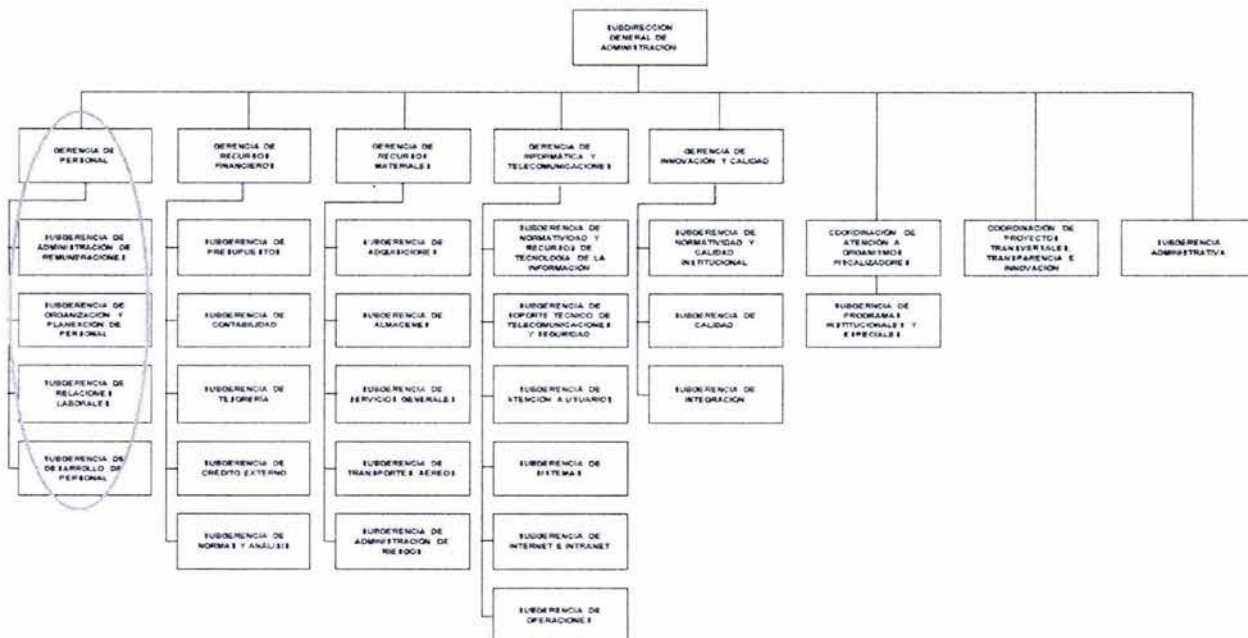 SUBDIRECCIÓN
GENERAL DE
ADMINISTRACIÓN
GERENCIA DE
PERSONAL
GERENCIA DE
RECURSOS
FINANCIEROS
GERENCIA DE
RECURSOS
MATERIALES
GERENCIA DE
INFORMÁTICA Y
TELECOMUNICACIONES
GERENCIA DE
INNOVACIÓN Y CALIDAD
SUBGERENCIA DE
ADMINISTRACIÓN DE
REMUNERACIONES
SUBGERENCIA DE
PRESUPUESTOS
SUBGERENCIA DE
ADQUISICIONES
SUBGERENCIA DE
NORMATIVIDAD Y
RECURSOS DE
TECNOLOGIA DE LA
INFORMACIÓN
SUBGERENCIA DE
NORMATIVIDAD Y
CALIDAD
INSTITUCIONAL
COORDINACIÓN DE
ATENCIÓN A
ORGANISMOS
FISCALIZADORES
COORDINACIÓN DE
PROYECTOS
TRANSVERSALES,
TRANSPARENCIA E
INNOVACIÓN
SUBGERENCIA
ADMINISTRATIVA
SUBGERENCIA DE
ORGANIZACIÓN Y
PLANEACIÓN DE
PERSONAL
SUBGERENCIA DE
CONTABILIDAD
SUBGERENCIA DE
ALMACENES
SUBGERENCIA DE
SOPORTE TÉCNICO DE
TELECOMUNICACIONES
Y SEGURIDAD
SUBGERENCIA DE
CALIDAD
SUBGERNCIA DE
PROGRAMAS
INSTITUCIONALES Y
ESPECIALES
SUBGERENCIA DE
RELACIONES
LABORALES
SUBGERENCIA DE
TESORERÍA
SUBGERENCIA DE
SERVICIOS GENERALES
SUBGERENCIA DE
ATENCIÓN A USUARIOS
SUBGERENCIA DE
INTEGRACIÓN
SUBGERENCIA DE
DESARROLLO DE
PERSONAL
SUBGERENCIA DE
CRÉDITO EXTERNO
SUBGERENCIA DE
TRANSPORTES AÉREOS
SUBGERENCIA DE
SISTEMAS
SUBGERENCIA DE
NORMAS Y ANÁLISIS
SUBGERENCIA DE
ADMINISTRACIÓN DE
RIESGOS
SUBGERENCIA DE
INTERNET E INTRANET
SUBGERENCIA DE
OPERACIONES